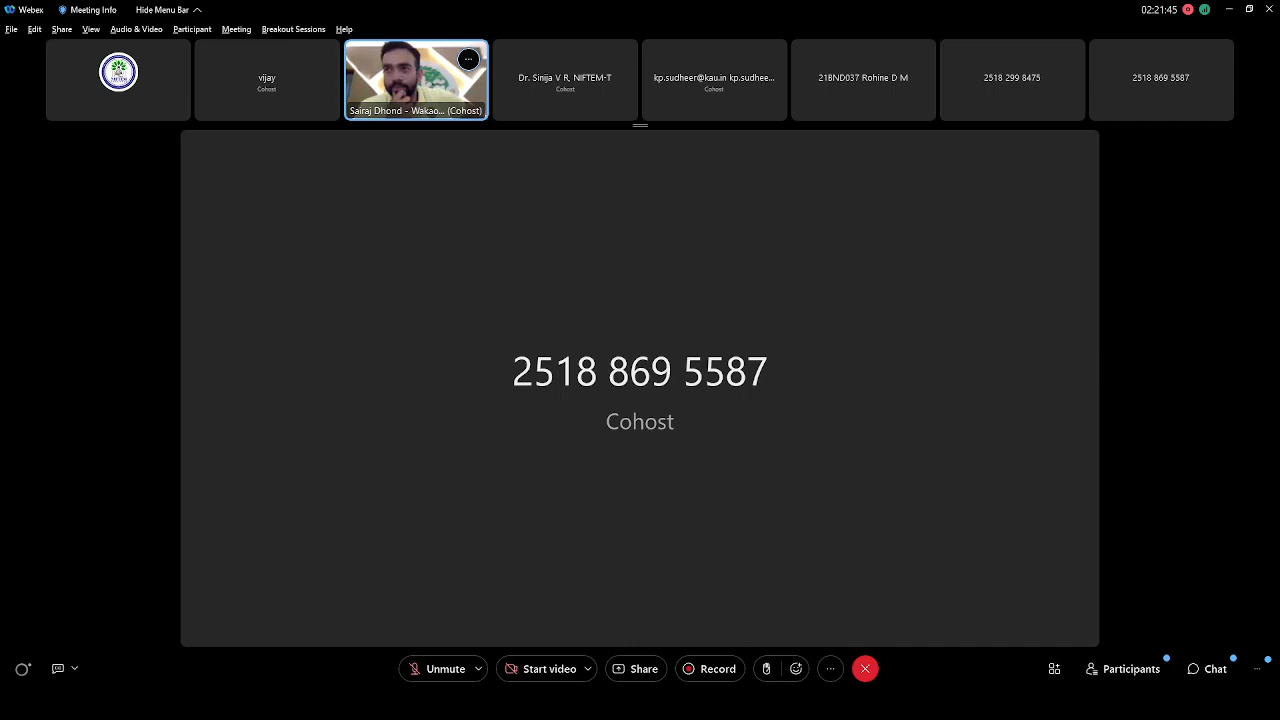 Webex
Meeting Info
Hide Menu Bar
02:21:45
File Edit Share View Audio & Video Participant Meeting Breakout Sessions Help
vijay
Cohost
Sairaj Dhond - Wakao... (Cohost)
Dr. Sinija V R, NIFTEM-T
Cohost
kp.sudheer@kau.in kp.sudhee...
Cohost
218ND037 Rohine D M
2518 299 8475
2518 869 5587
2518 869 5587
Cohost
Unmute
Start video
Share
Record
Participants
Chat